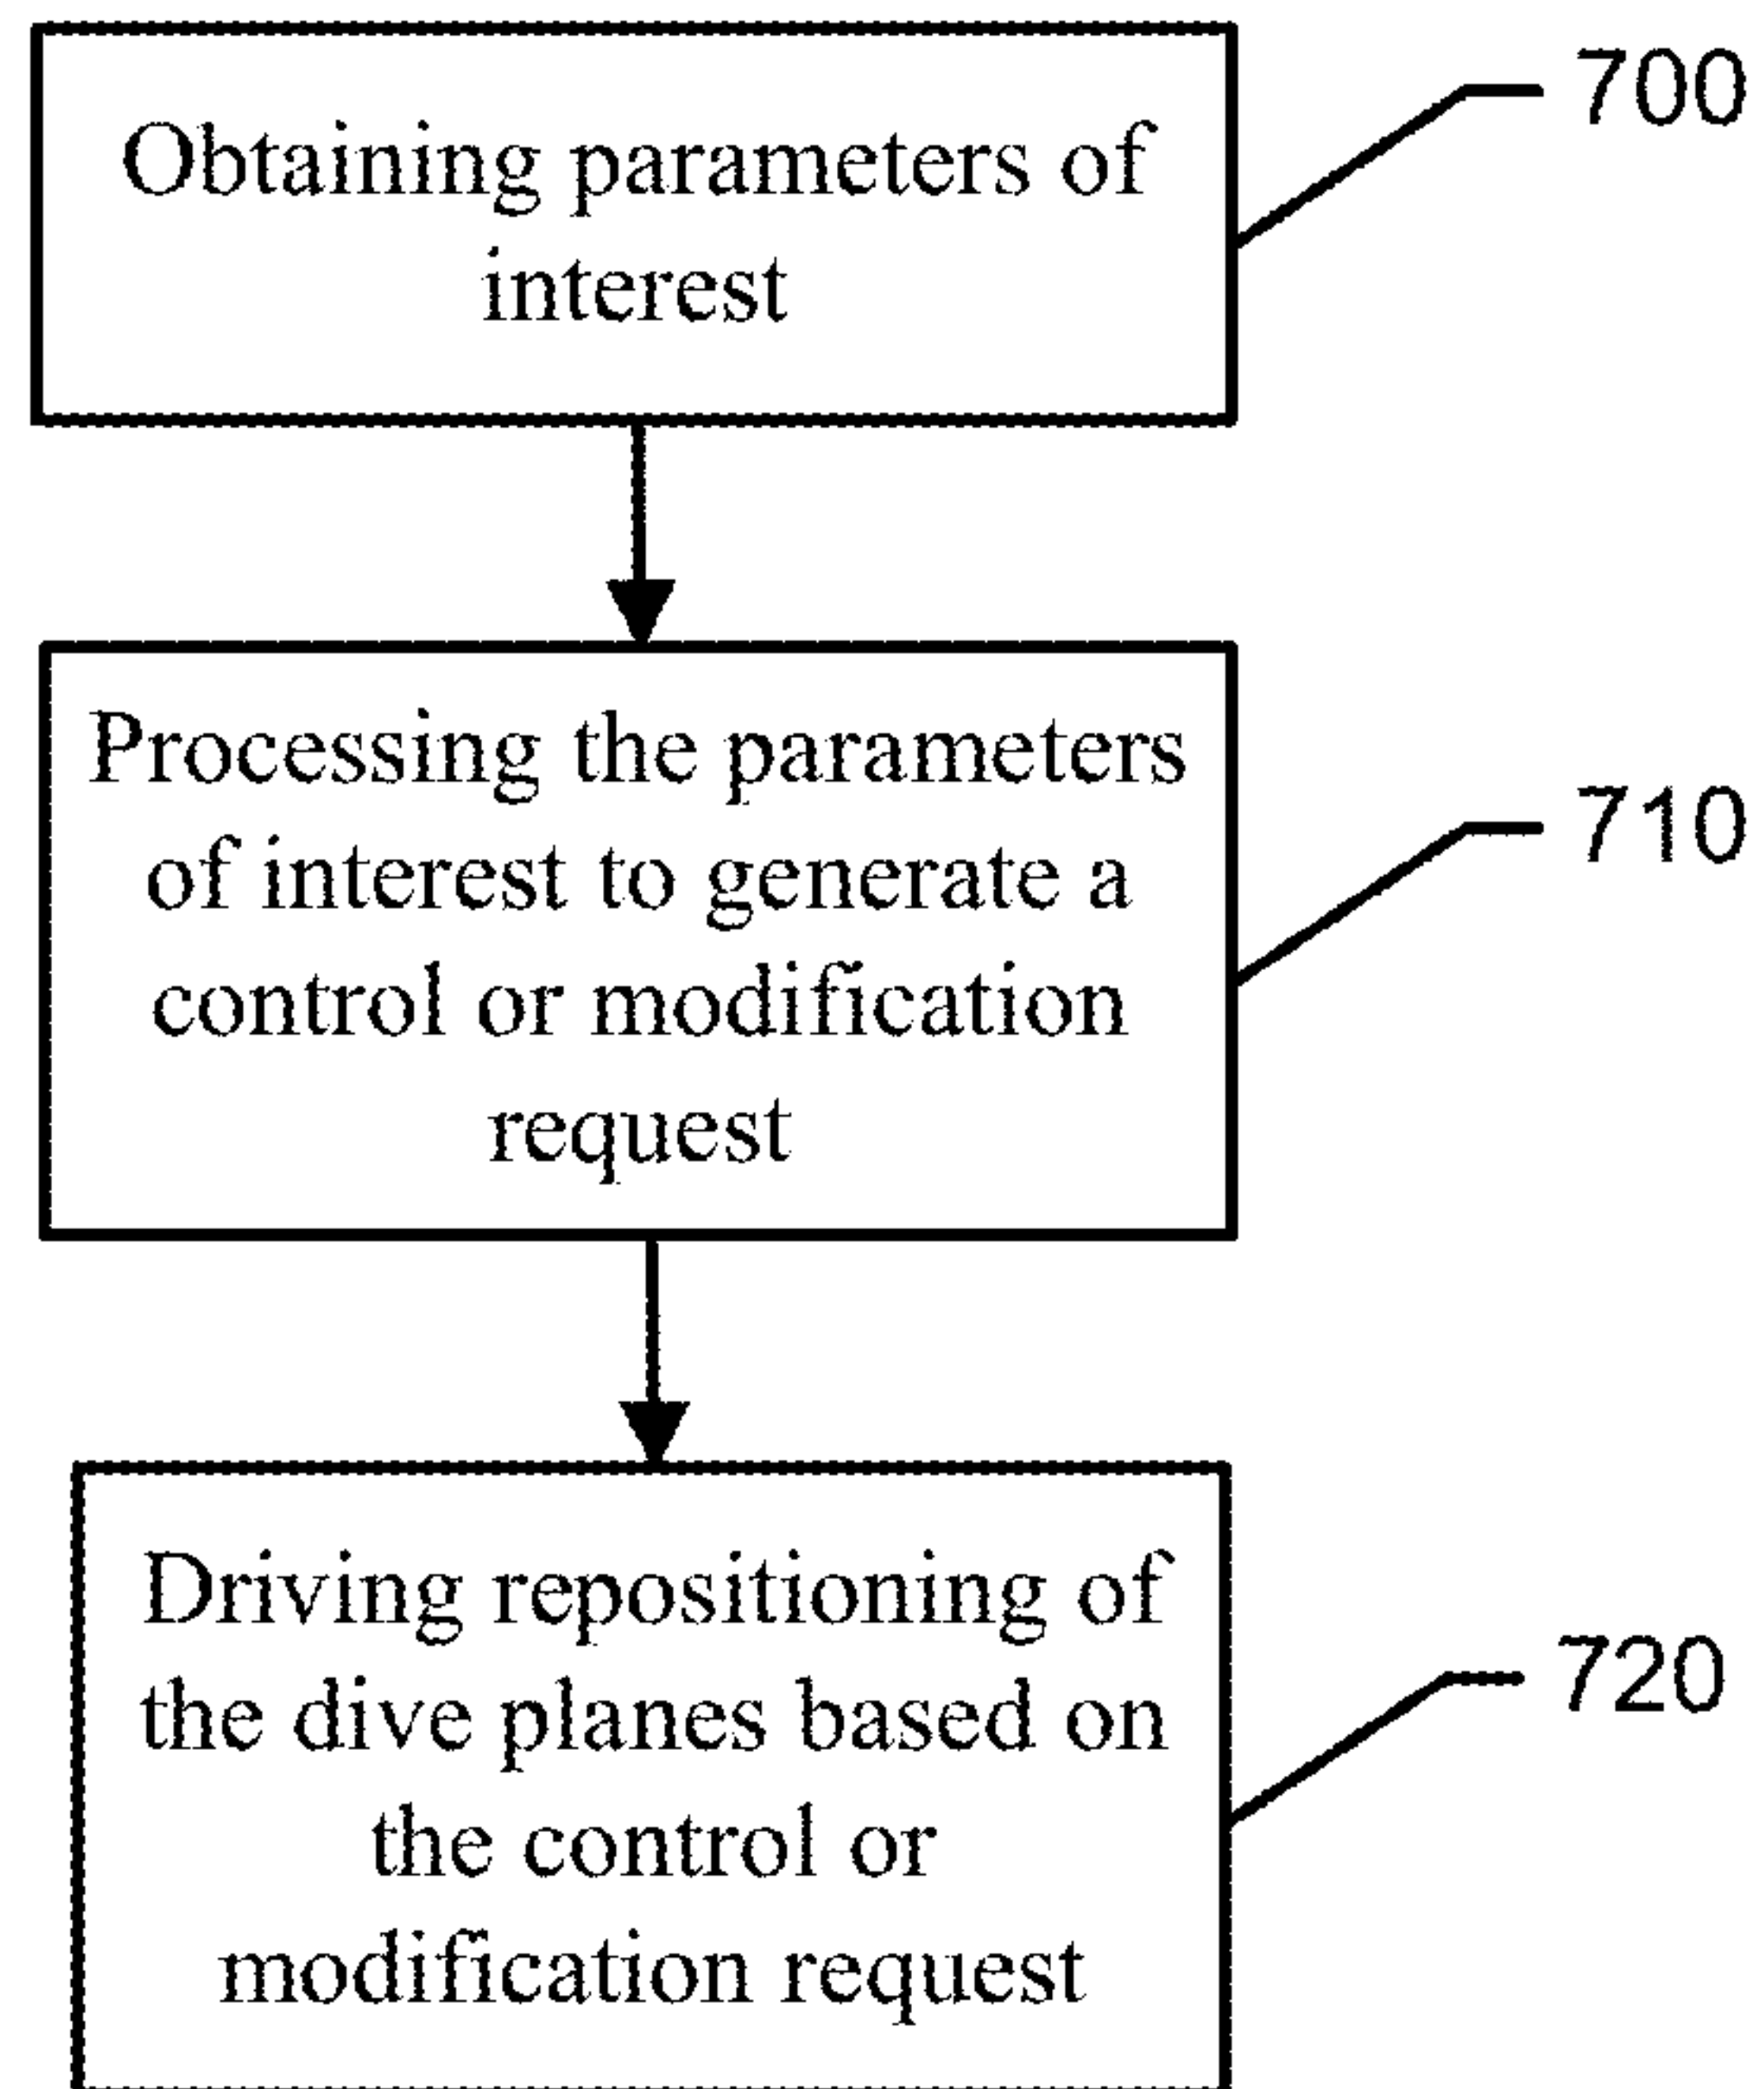 Obtaining parameters of
interest
700
Processing the parameters
of interest to generate a
control or modification
request
710
Driving repositioning of
the dive planes based on
the control or
modification request
720